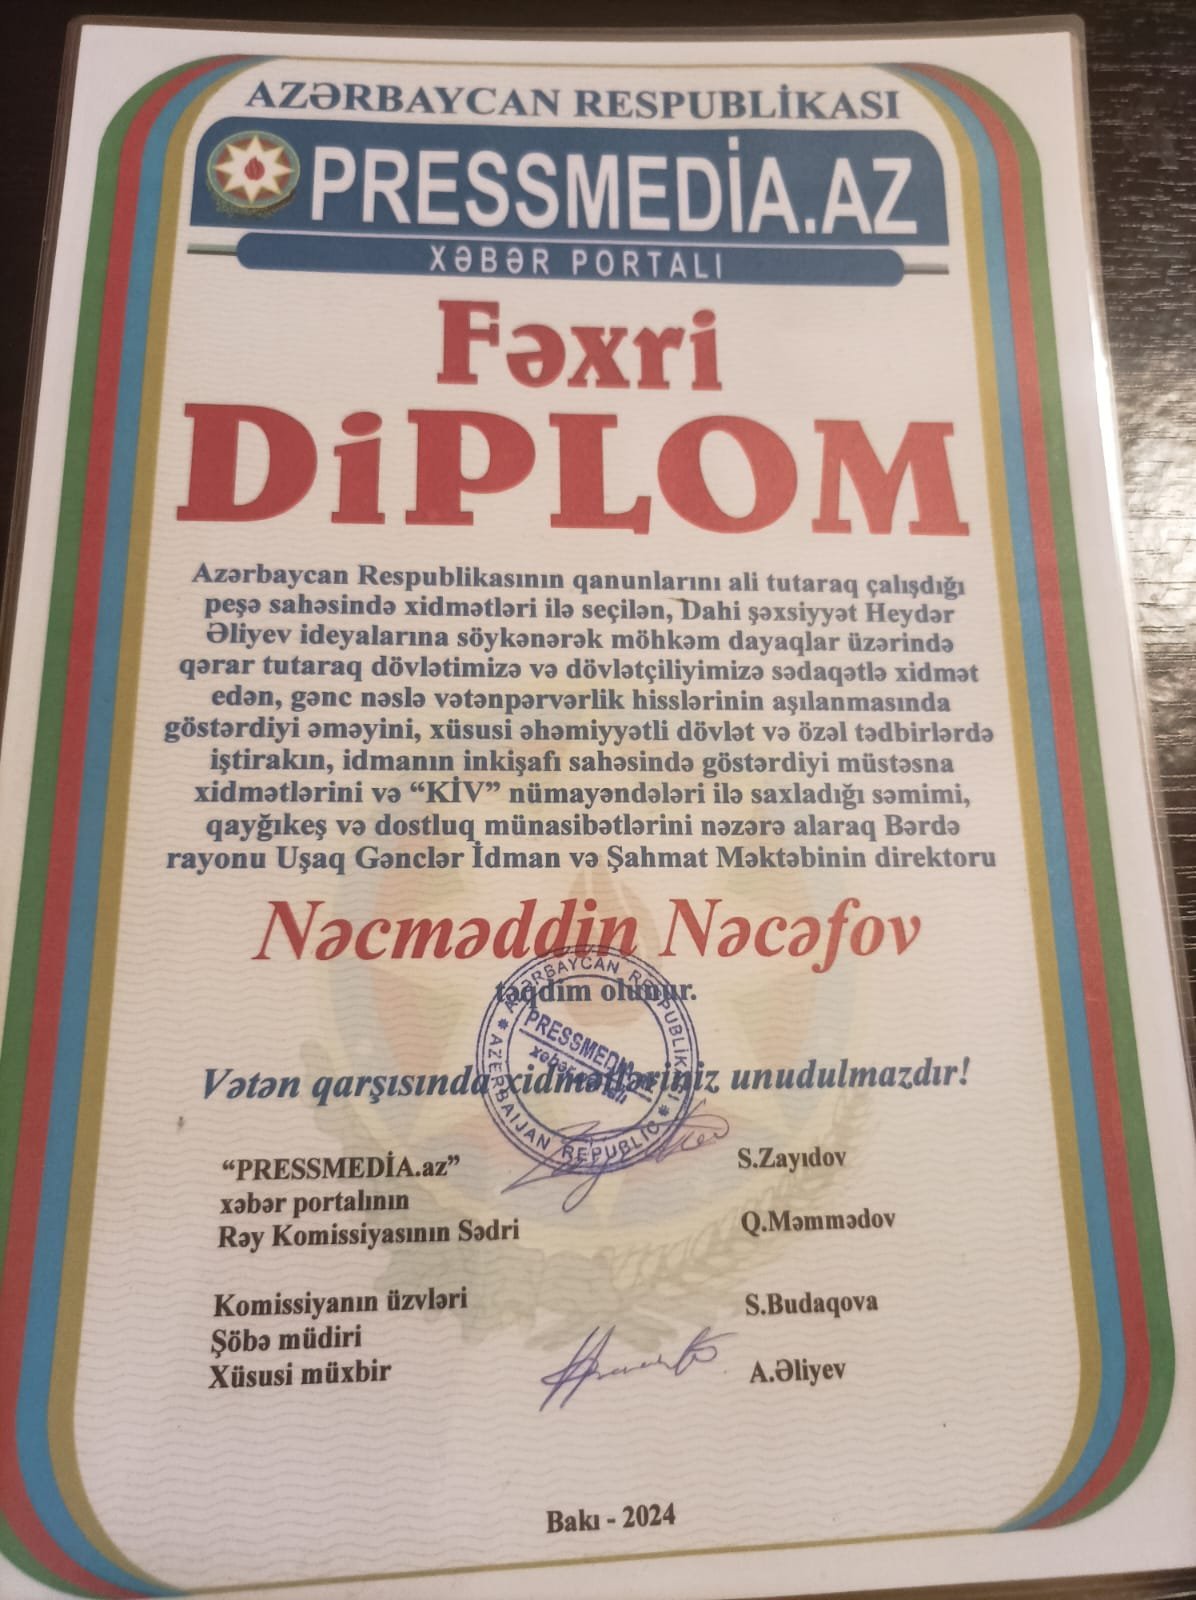 AZƏRBAYCAN RESPUBLİKASI
PRESSMEDİA.AZ
XƏBƏR PORTALI
Fəxri
DiPLOM
Azərbaycan Respublikasının qanunlarını ali tutaraq çalışdığı
peşə sahəsində xidmətləri ilə seçilən, Dahi şəxsiyyət Heydər
Əliyev ideyalarına söykənərək möhkəm dayaqlar üzərində
qərar tutaraq dövlətimizə və dövlətçiliyimizə sədaqətlə xidmət
edən, gənc nəslə vətənpərvərlik hisslərinin aşılanmasında
göstərdiyi əməyini, xüsusi əhəmiyyətli dövlət və özəl tədbirlərdə
iştirakın, idmanın inkişafı sahəsində göstərdiyi müstəsna
xidmətlərini və “KİV” nümayəndələri ilə saxladığı səmimi,
qayğıkeş və dostluq münasibətlərini nəzərə alaraq Bərdə
rayonu Uşaq Gənclər İdman və Şahmat Məktəbinin direktoru
Nəcməddin Nəcəfov
təqdim olunur.
AZƏRBAYCAN RESPUBLİKASI
AZERBAIJAN REPUBLIC
Vətən qarşısında xidmətləriniz unudulmazdır!
“PRESSMEDİA.az” S.Zayıdov
xəbər portalının
Rəy Komissiyasının Sədri Q.Məmmədov
Komissiyanın üzvləri S.Budaqova
Şöbə müdiri
Xüsusi müxbir A.Əliyev
Bakı - 2024